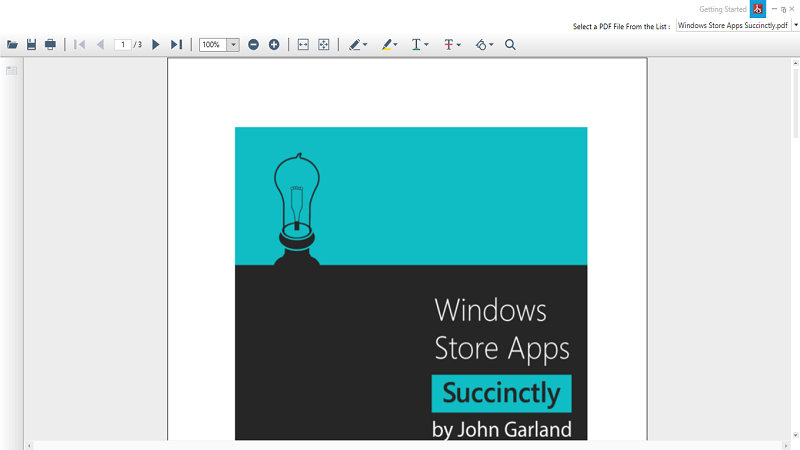 Getting Started
Select a PDF File From the List :
Windows Store Apps Succinctly.pdf
1 / 3
100%
Windows
Store Apps
Succinctly
by John Garland